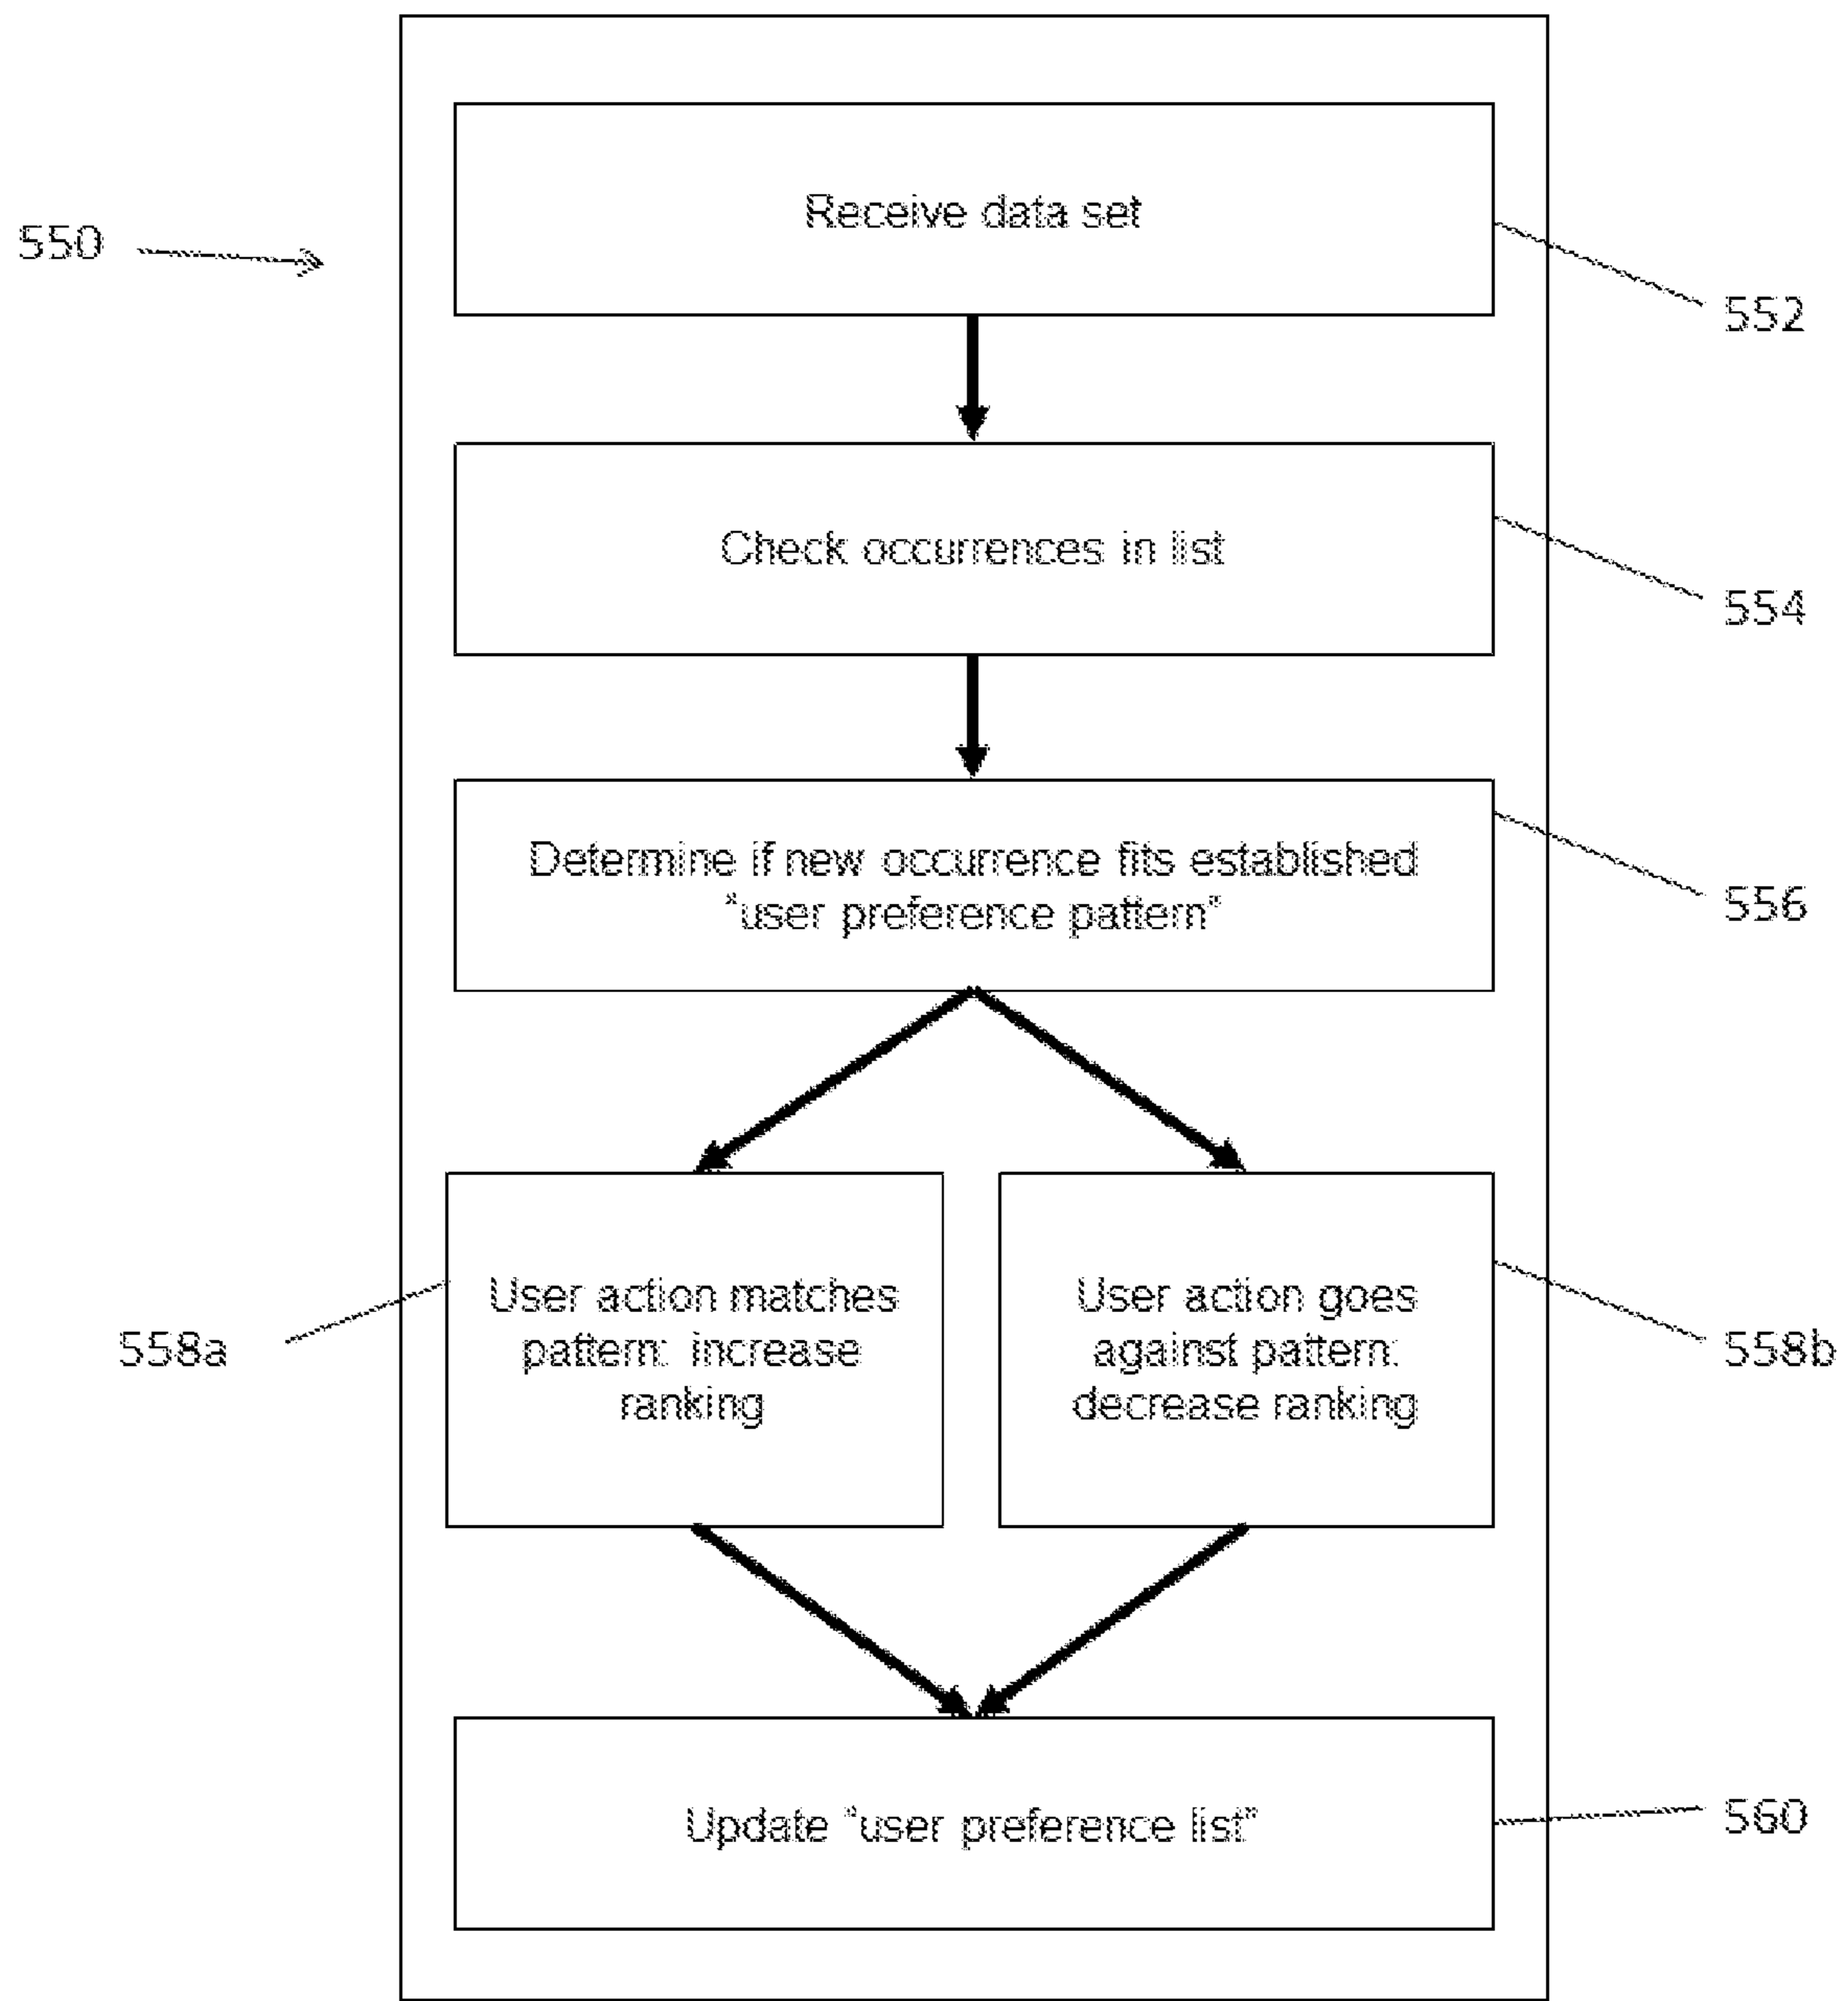 Receive data set
550
552
Check occurrences in list
554
Determine if new occurrence fits established
"user preference pattern"
556
User action matches
pattern: increase
ranking
558a
User action goes
against pattern:
decrease ranking
558b
Update "user preference list"
560